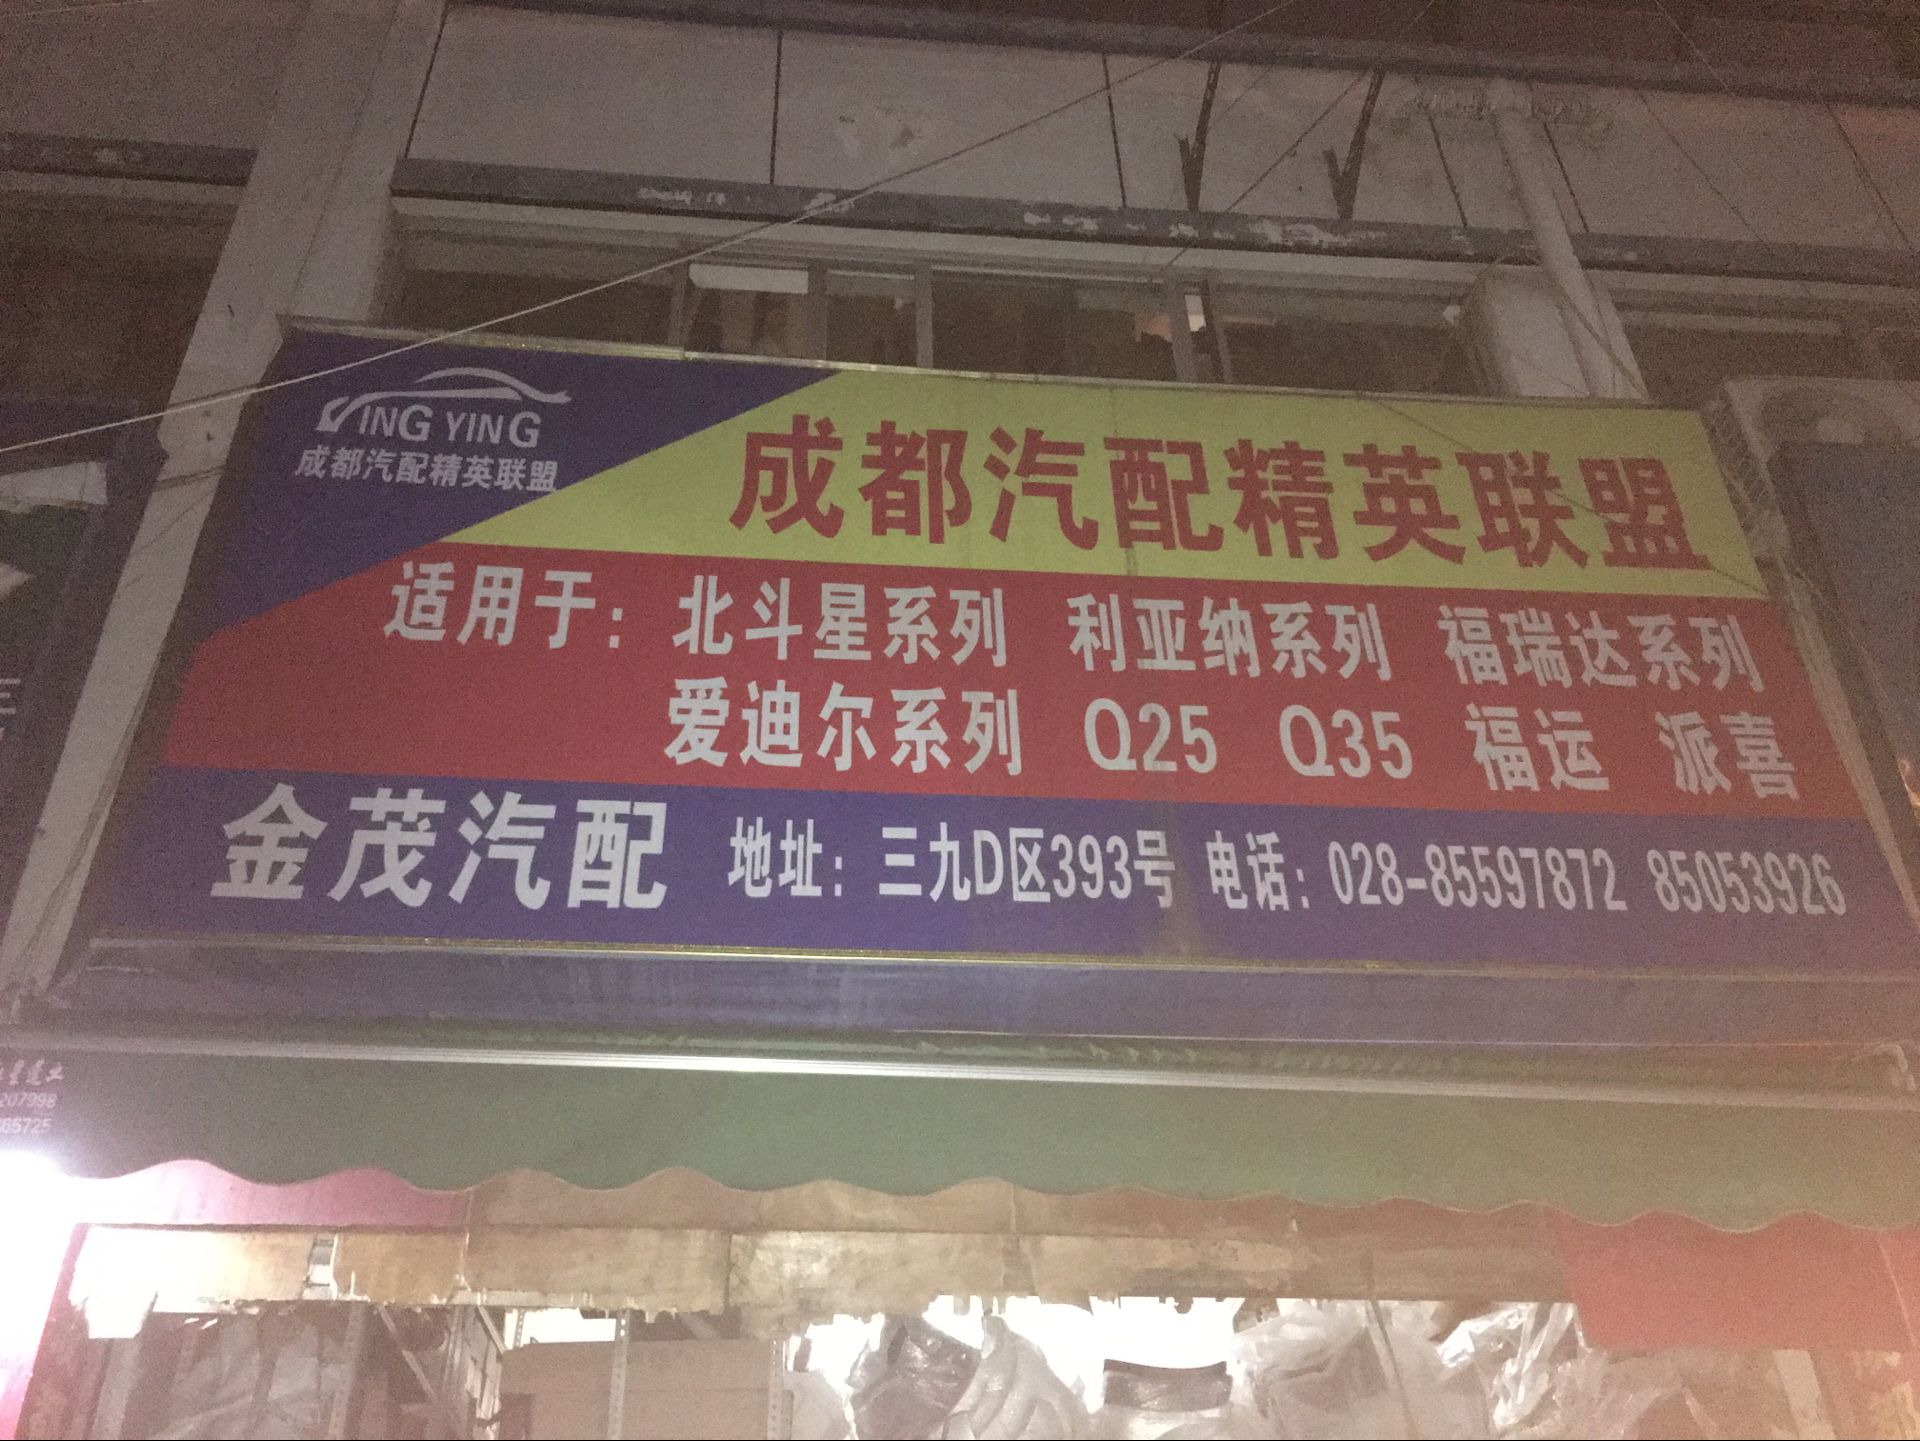 JING YING
成都汽配精英联盟
成都汽配精英联盟
适用于：北斗星系列 利亚纳系列 福瑞达系列
爱迪尔系列 Q25 Q35 福运 派喜
金茂汽配 地址：三九D区393号 电话：028-85597872 85053926
207998
65725